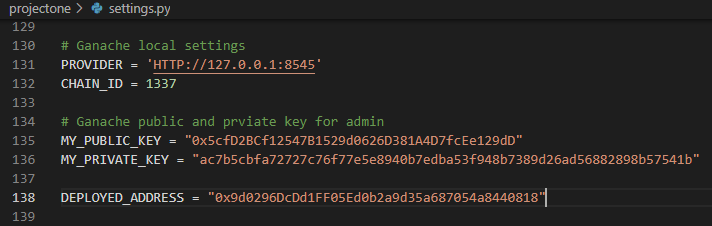 projectone > settings.py
129
130 # Ganache local settings
131 PROVIDER = 'HTTP://127.0.0.1:8545'
132 CHAIN_ID = 1337
133
134 # Ganache public and prviate key for admin
135 MY_PUBLIC_KEY = "0x5cfD2BCf12547B1529d0626D381A4D7fcEe129dD"
136 MY_PRIVATE_KEY = "ac7b5cbfa72727c76f77e5e8940b7edba53f948b7389d26ad56882898b57541b"
137
138 DEPLOYED_ADDRESS = "0x9d0296DcDd1FF05Ed0b2a9d35a687054a8440818"
139